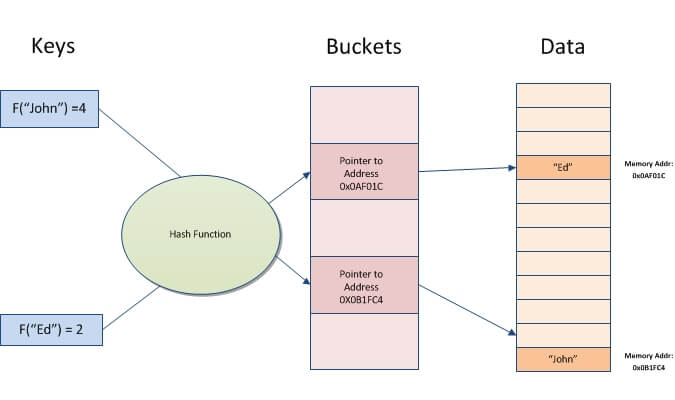 Keys
Buckets
Data
F(“John”) =4
F(“Ed”) = 2
Hash Function
Pointer to
Address
0x0AF01C
Pointer to
Address
0X0B1FC4
“Ed”
Memory Addr:
0x0AF01C
“John”
Memory Addr:
0x0B1FC4